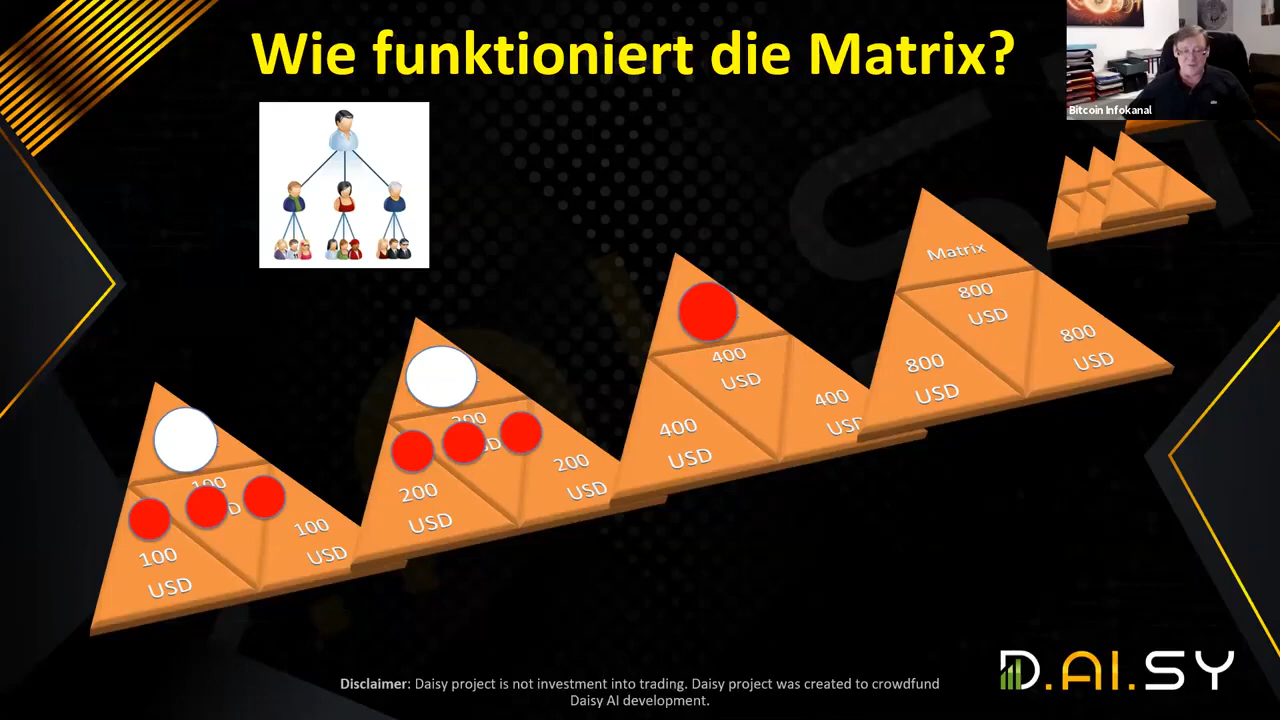 Wie funktioniert die Matrix?
Bitcoin Infokanal
Matrix
800
USD
800
USD
800
USD
400
USD
400
USD
400
200
USD
200
USD
100
USD
100
USD
D.AI.SY
Disclaimer: Daisy project is not investment into trading. Daisy project was created to crowdfund
Daisy AI development.